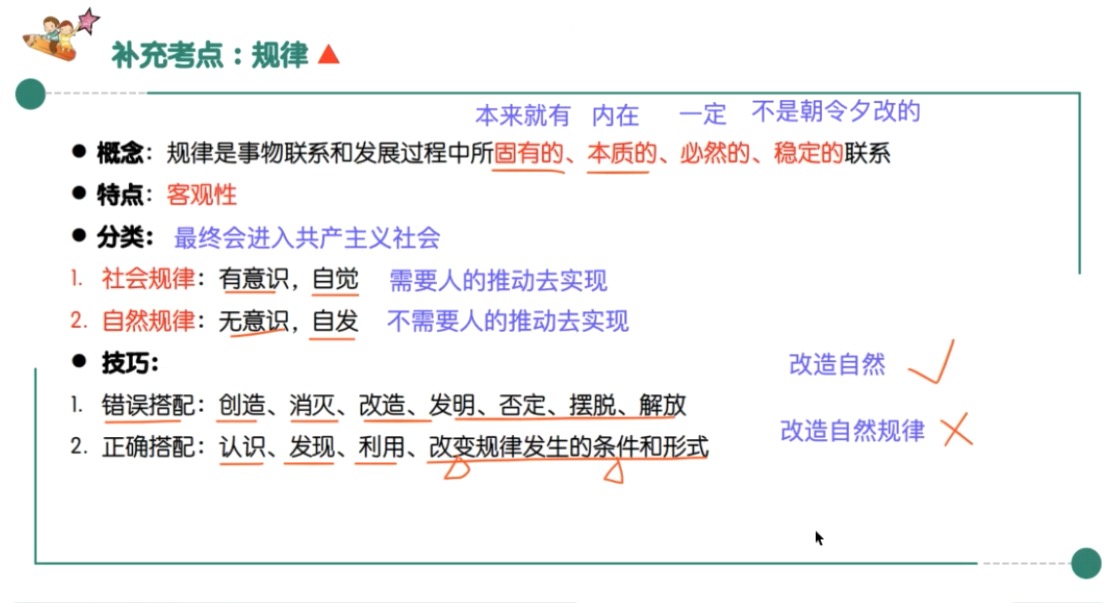 补充考点：规律
本来就有 内在 一定 不是朝令夕改的
● 概念：规律是事物联系和发展过程中所固有的、本质的、必然的、稳定的联系
● 特点：客观性
● 分类： 最终会进入共产主义社会
1. 社会规律：有意识，自觉 需要人的推动去实现
2. 自然规律：无意识，自发 不需要人的推动去实现
● 技巧：
改造自然
1. 错误搭配：创造、消灭、改造、发明、否定、摆脱、解放
改造自然规律
2. 正确搭配：认识、发现、利用、改变规律发生的条件和形式